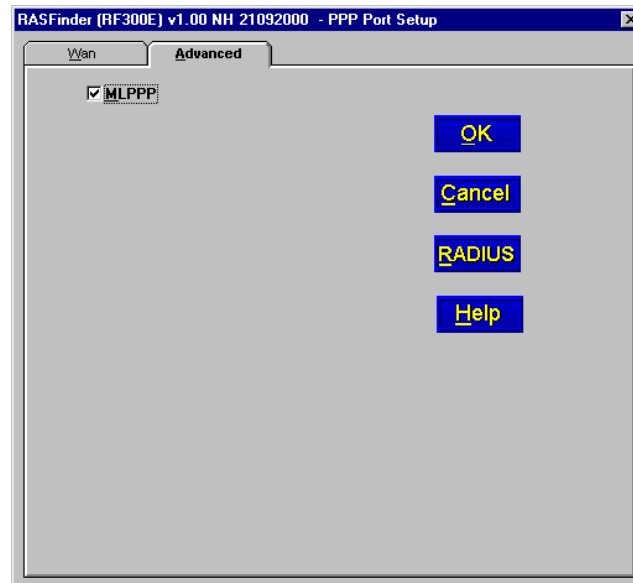 RASFinder (RF300E) v1.00 NH 21092000 - PPP Port Setup
Wan Advanced
MLPPP
OK
Cancel
RADIUS
Help